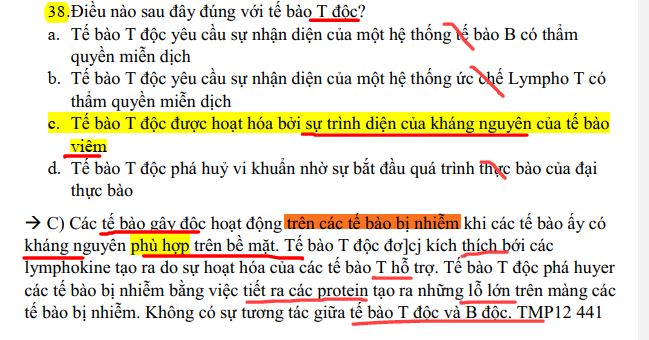 38.Điều nào sau đây đúng với tế bào T độc?
a. Tế bào T độc yêu cầu sự nhận diện của một hệ thống tế bào B có thẩm
quyền miễn dịch
b. Tế bào T độc yêu cầu sự nhận diện của một hệ thống ức chế Lympho T có
thẩm quyền miễn dịch
c. Tế bào T độc được hoạt hóa bởi sự trình diện của kháng nguyên của tế bào
viêm
d. Tế bào T độc phá huỷ vi khuẩn nhờ sự bắt đầu quá trình thực bào của đại
thực bào
→ C) Các tế bào gây độc hoạt động trên các tế bào bị nhiễm khi các tế bào ấy có
kháng nguyên phù hợp trên bề mặt. Tế bào T độc đơ]cj kích thích bới các
lymphokine tạo ra do sự hoạt hóa của các tế bào T hỗ trợ. Tế bào T độc phá huyer
các tế bào bị nhiễm bằng việc tiết ra các protein tạo ra những lỗ lớn trên màng các
tế bào bị nhiễm. Không có sự tương tác giữa tế bào T độc và B độc. TMP12 441